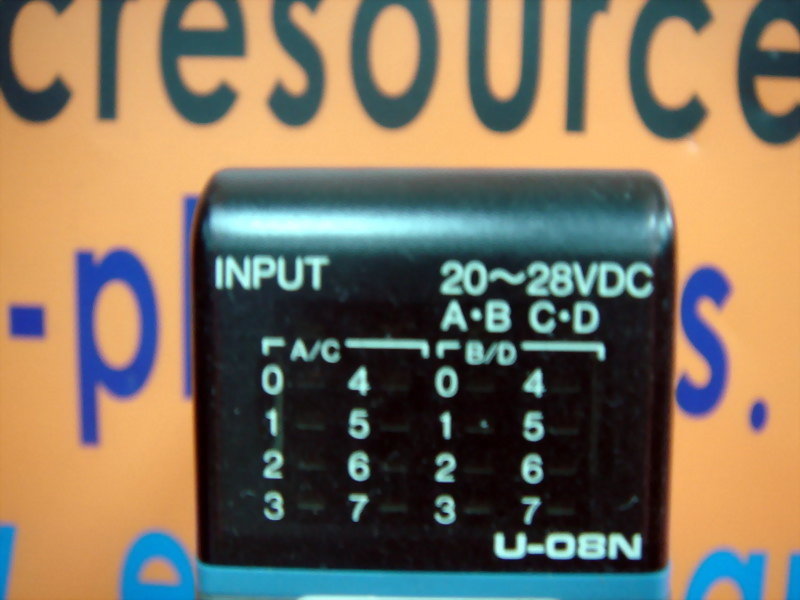 cresource
INPUT 20～28VDC
A·B C·D
A/C B/D
0 4 0 4
1 5 1 5
2 6 2 6
3 7 3 7
U-08N